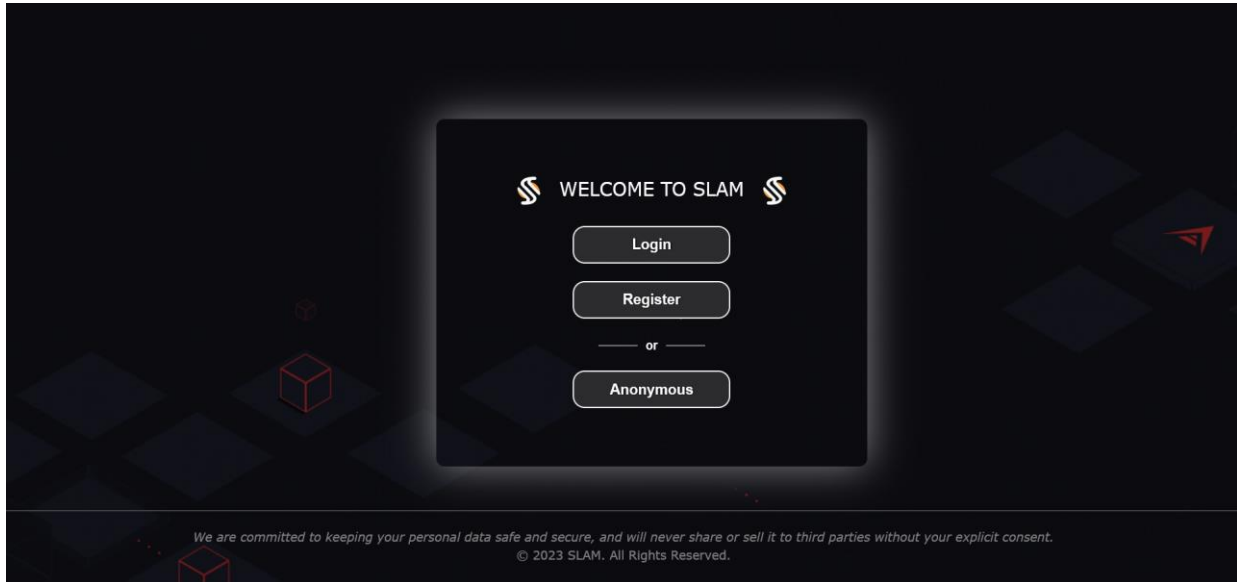 WELCOME TO SLAM
Login
Register
or
Anonymous
We are committed to keeping your personal data safe and secure, and will never share or sell it to third parties without your explicit consent.
© 2023 SLAM. All Rights Reserved.